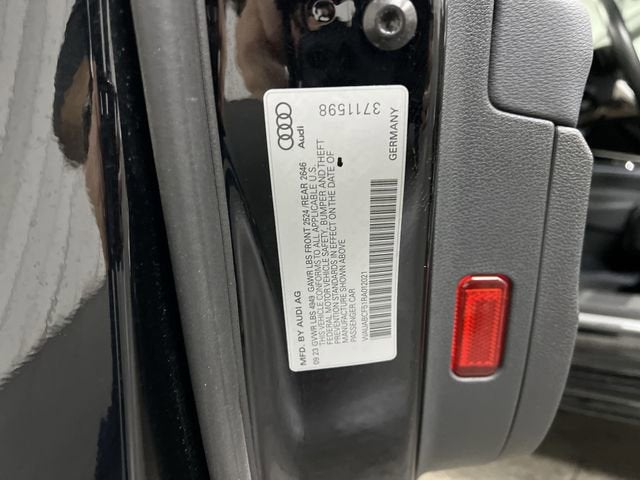 3711598
Audi
GERMANY
MFD. BY AUDI AG
09 23 GVWR LBS 4949 GAWR LBS FRONT 2524 / REAR 2646
THIS VEHICLE CONFORMS TO ALL APPLICABLE U.S.
FEDERAL MOTOR VEHICLE SAFETY, BUMPER AND THEFT
PREVENTION STANDARDS IN EFFECT ON THE DATE OF
MANUFACTURE SHOWN ABOVE
PASSENGER CAR